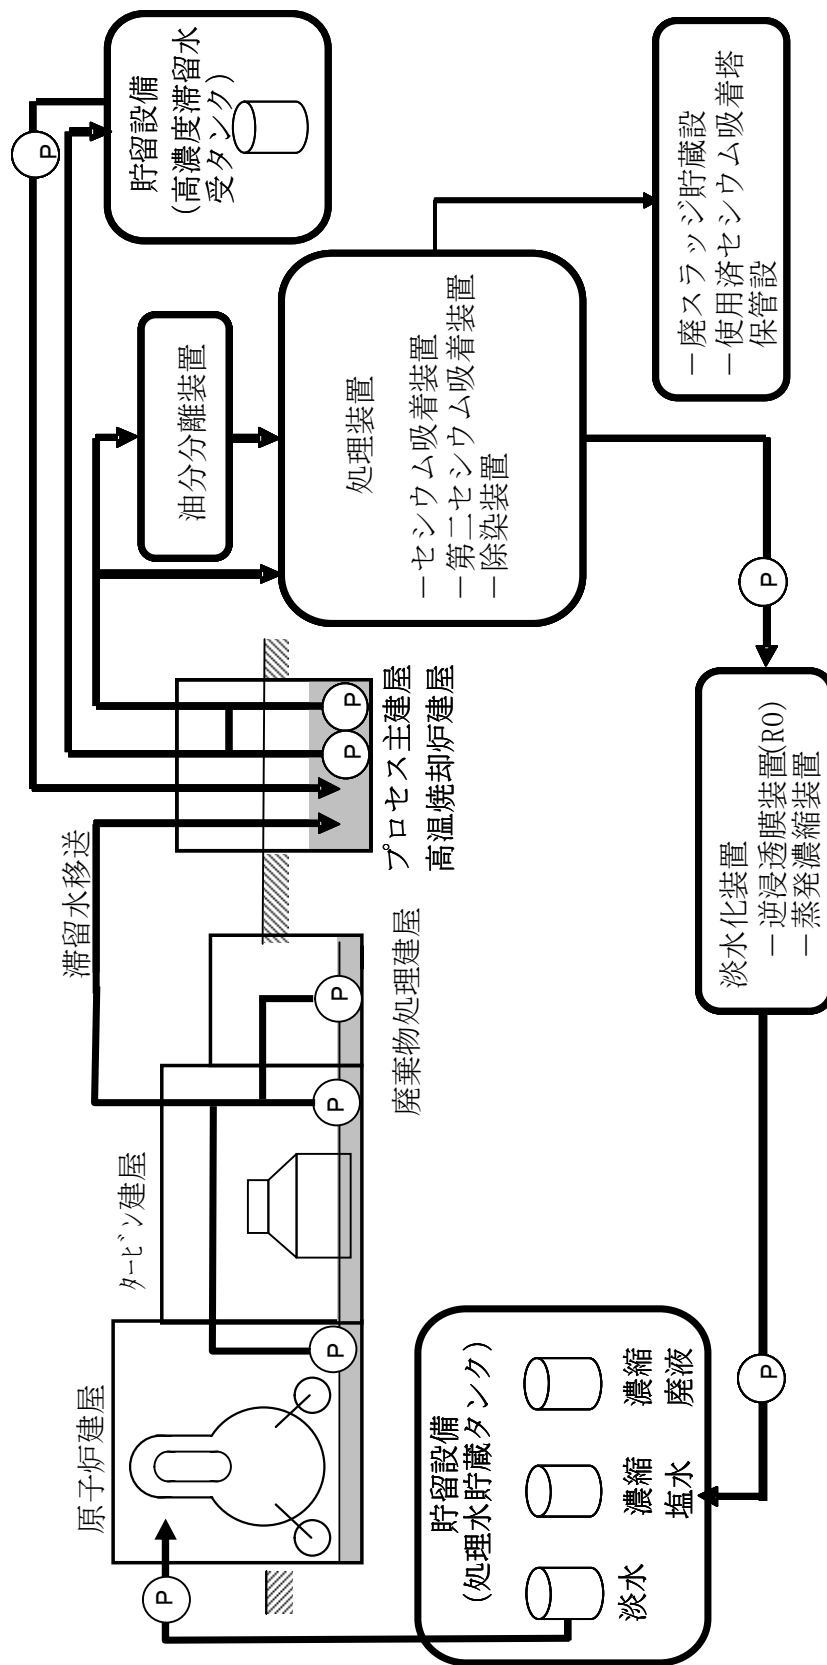 原子炉建屋
タービン建屋
廃棄物処理建屋
滞留水移送
プロセス主建屋
高温焼却炉建屋
P
P
P
P
P
P
油分分離装置
貯留設備
(高濃度滞留水
受タンク)
P
処理装置
－セシウム吸着装置
－第二セシウム吸着装置
－除染装置
－廃スラッジ貯蔵設
－使用済セシウム吸着塔
保管設
P
淡水化装置
－逆浸透膜装置(RO)
－蒸発濃縮装置
P
貯留設備
(処理水貯蔵タンク)
淡水
濃縮
塩水
濃縮
廃液